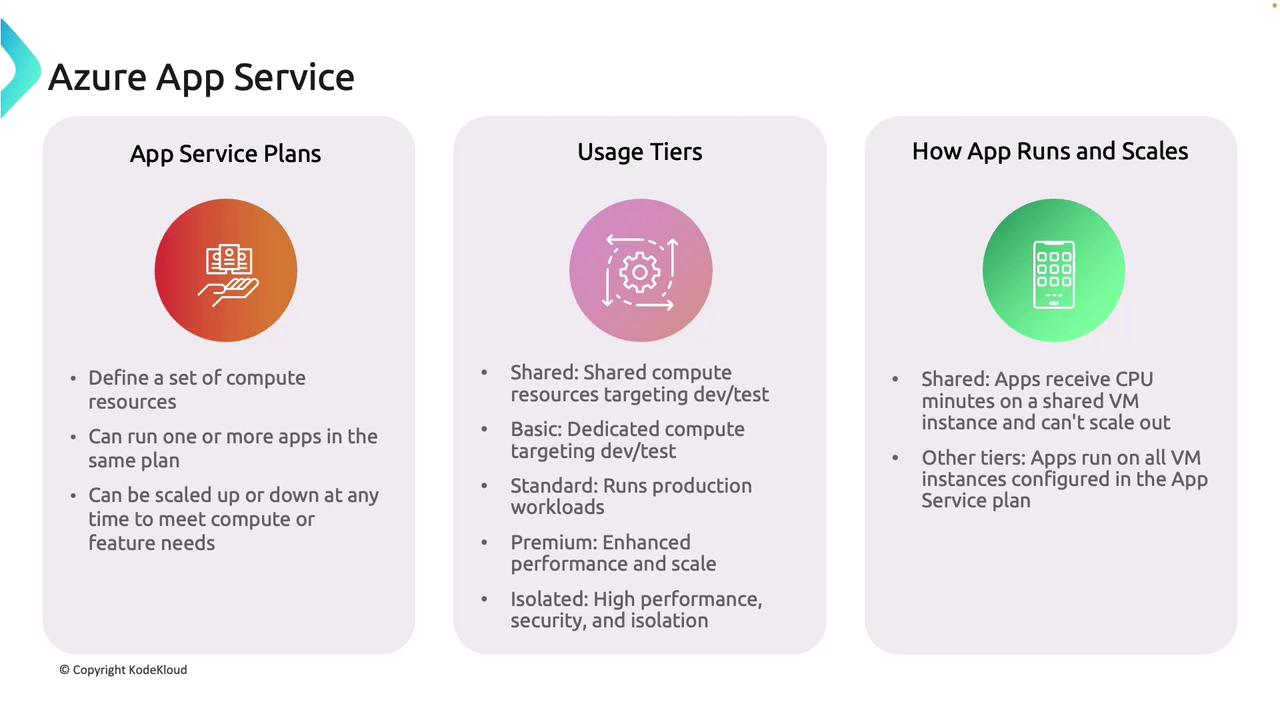 Azure App Service
App Service Plans
• Define a set of compute
resources
• Can run one or more apps in the
same plan
• Can be scaled up or down at any
time to meet compute or
feature needs
Usage Tiers
• Shared: Shared compute
resources targeting dev/test
• Basic: Dedicated compute
targeting dev/test
• Standard: Runs production
workloads
• Premium: Enhanced
performance and scale
• Isolated: High performance,
security, and isolation
How App Runs and Scales
• Shared: Apps receive CPU
minutes on a shared VM
instance and can't scale out
• Other tiers: Apps run on all VM
instances configured in the App
Service plan
© Copyright KodeKloud